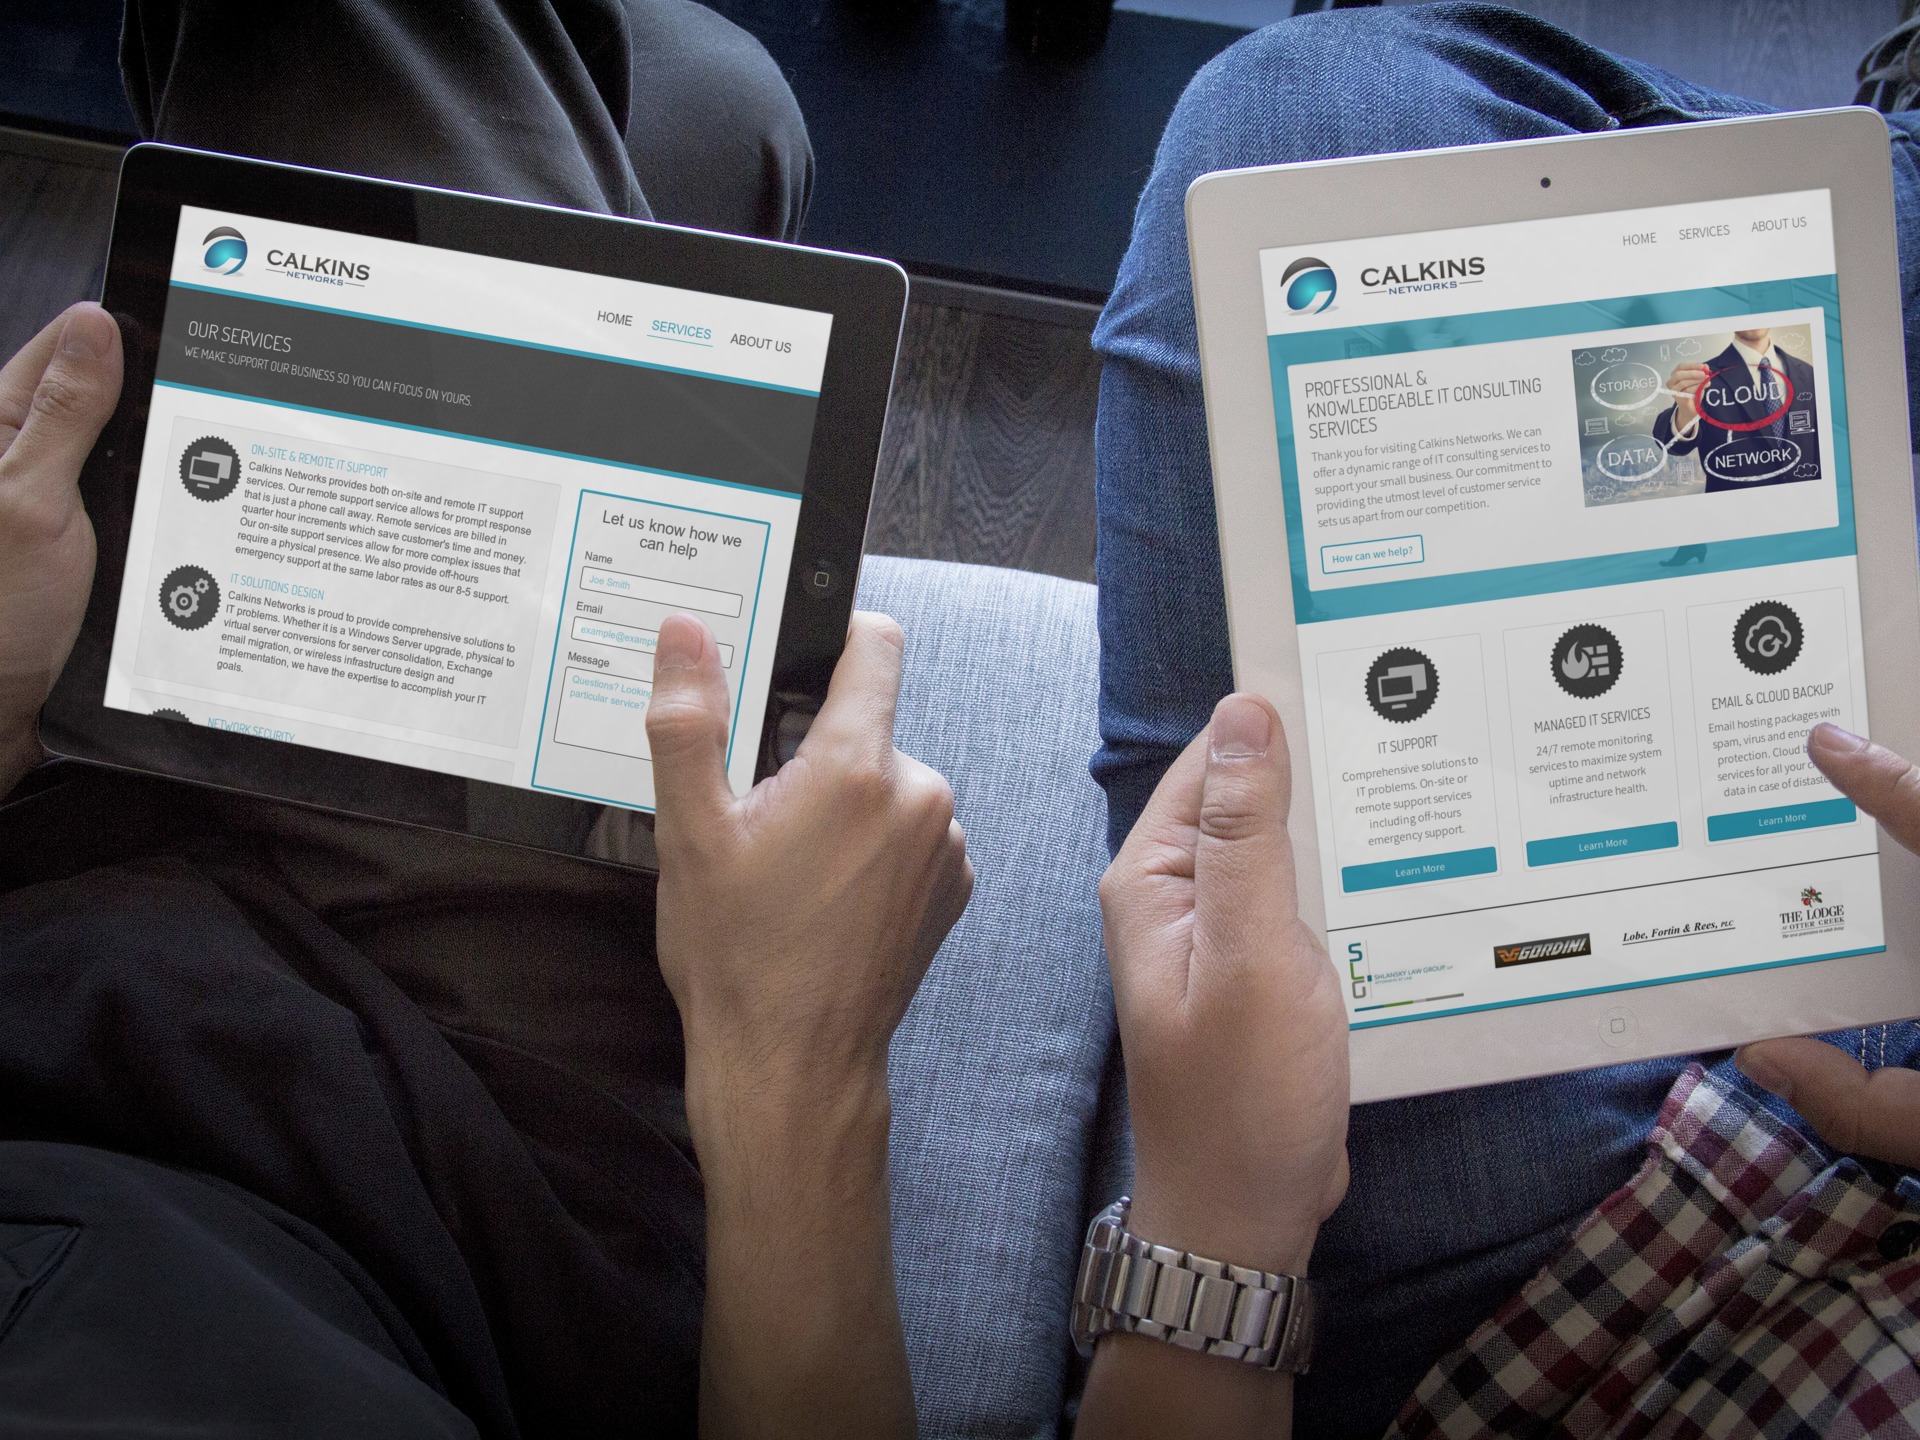 CALKINS
NETWORKS
HOME SERVICES ABOUT US
OUR SERVICES
WE MAKE SUPPORT OUR BUSINESS SO YOU CAN FOCUS ON YOURS.
ON-SITE & REMOTE IT SUPPORT
Calkins Networks provides both on-site and remote IT support
services. Our remote support service allows for prompt response
that is just a phone call away. Remote services are billed in
quarter hour increments which save customer's time and money.
Our on-site support services allow for more complex issues that
require a physical presence. We also provide off-hours
emergency support at the same labor rates as our 8-5 support.
IT SOLUTIONS DESIGN
Calkins Networks is proud to provide comprehensive solutions to
IT problems. Whether it is a Windows Server upgrade, physical to
virtual server conversions for server consolidation, Exchange
email migration, or wireless infrastructure design and
implementation, we have the expertise to accomplish your IT
goals.
NETWORK SECURITY
Let us know how we
can help
Name
Joe Smith
Email
example@example
Message
Questions? Looking
particular service?
CALKINS
NETWORKS
HOME SERVICES ABOUT US
PROFESSIONAL &
KNOWLEDGEABLE IT CONSULTING
SERVICES
Thank you for visiting Calkins Networks. We can
offer a dynamic range of IT consulting services to
support your small business. Our commitment to
providing the utmost level of customer service
sets us apart from our competition.
How can we help?
STORAGE
CLOUD
DATA
NETWORK
IT SUPPORT
Comprehensive solutions to
IT problems. On-site or
remote support services
including off-hours
emergency support.
Learn More
MANAGED IT SERVICES
24/7 remote monitoring
services to maximize system
uptime and network
infrastructure health.
Learn More
EMAIL & CLOUD BACKUP
Email hosting packages with
spam, virus and encr
protection. Cloud b
services for all your c
data in case of disaste
Learn More
SLG
SHLANSKY LAW GROUP
GORDINI
Lobe, Fortin & Rees, PLC
THE LODGE
AT OTTER CREEK